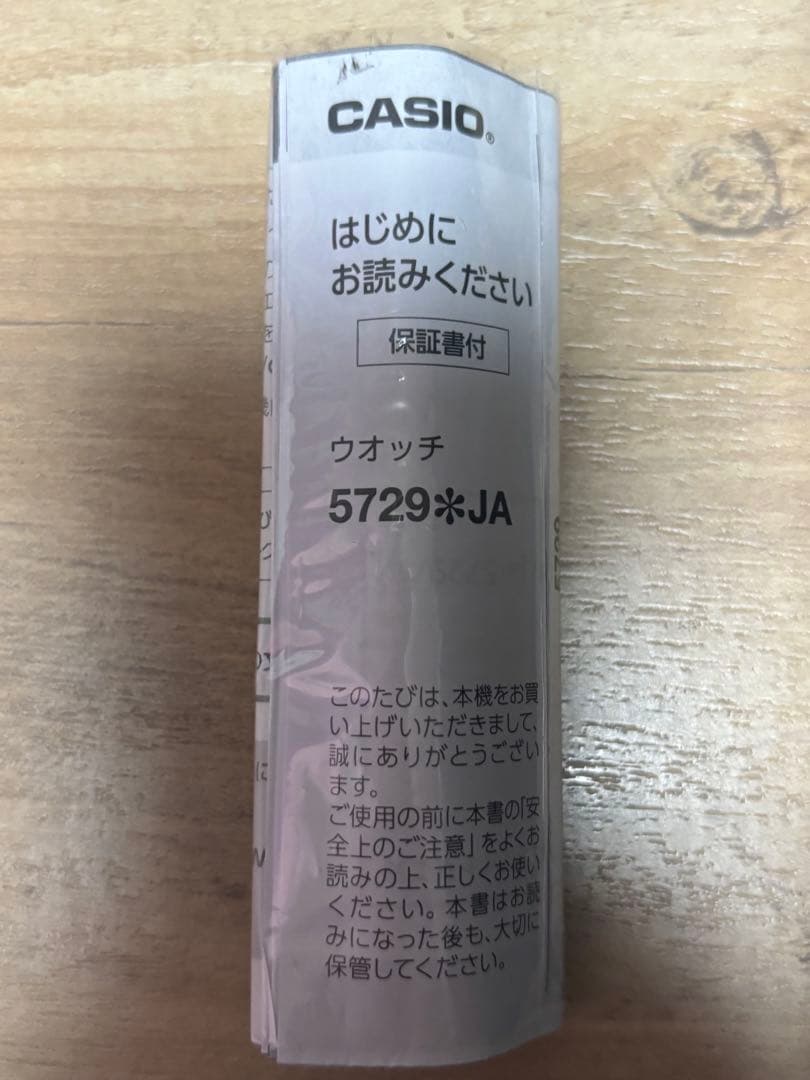 CASIO®
はじめに
お読みください
保証書付
ウオッチ
5729✻JA
このたびは、本機をお買
い上げいただきまして、
誠にありがとうござい
ます。
ご使用の前に本書の「安
全上のご注意」をよくお
読みの上、正しくお使い
ください。本書はお読
みになった後も、大切に
保管してください。